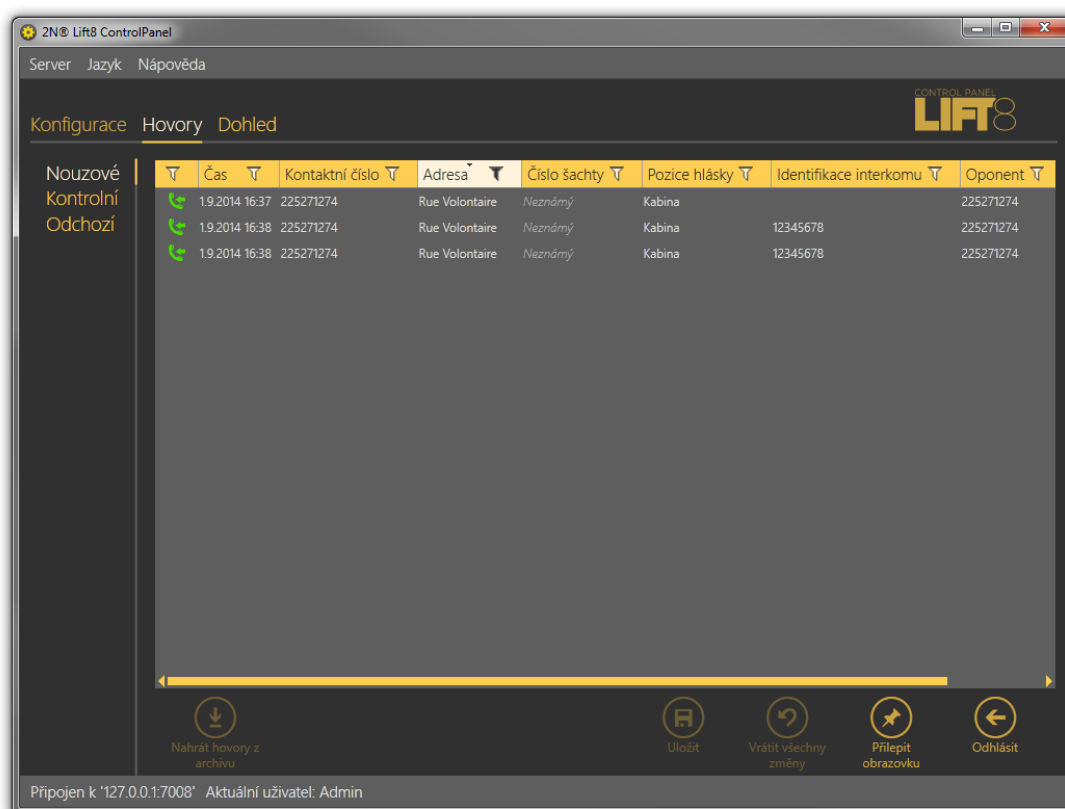 2N® Lift8 ControlPanel
Server Jazyk Nápověda
CONTROL PANEL
LIFT8
Konfigurace Hovory Dohled
Nouzové
Kontrolní
Odchozí
Čas Kontaktní číslo Adresa Číslo šachty Pozice hlásky Identifikace interkomu Oponent
1.9.2014 16:37 225271274 Rue Volontaire Neznámý Kabina 225271274
1.9.2014 16:38 225271274 Rue Volontaire Neznámý Kabina 12345678 225271274
1.9.2014 16:38 225271274 Rue Volontaire Neznámý Kabina 12345678 225271274
Nahrát hovory z
archivu
Uložit
Vrátit všechny
změny
Přilepit
obrazovku
Odhlásit
Připojen k '127.0.0.1:7008' Aktuální uživatel: Admin